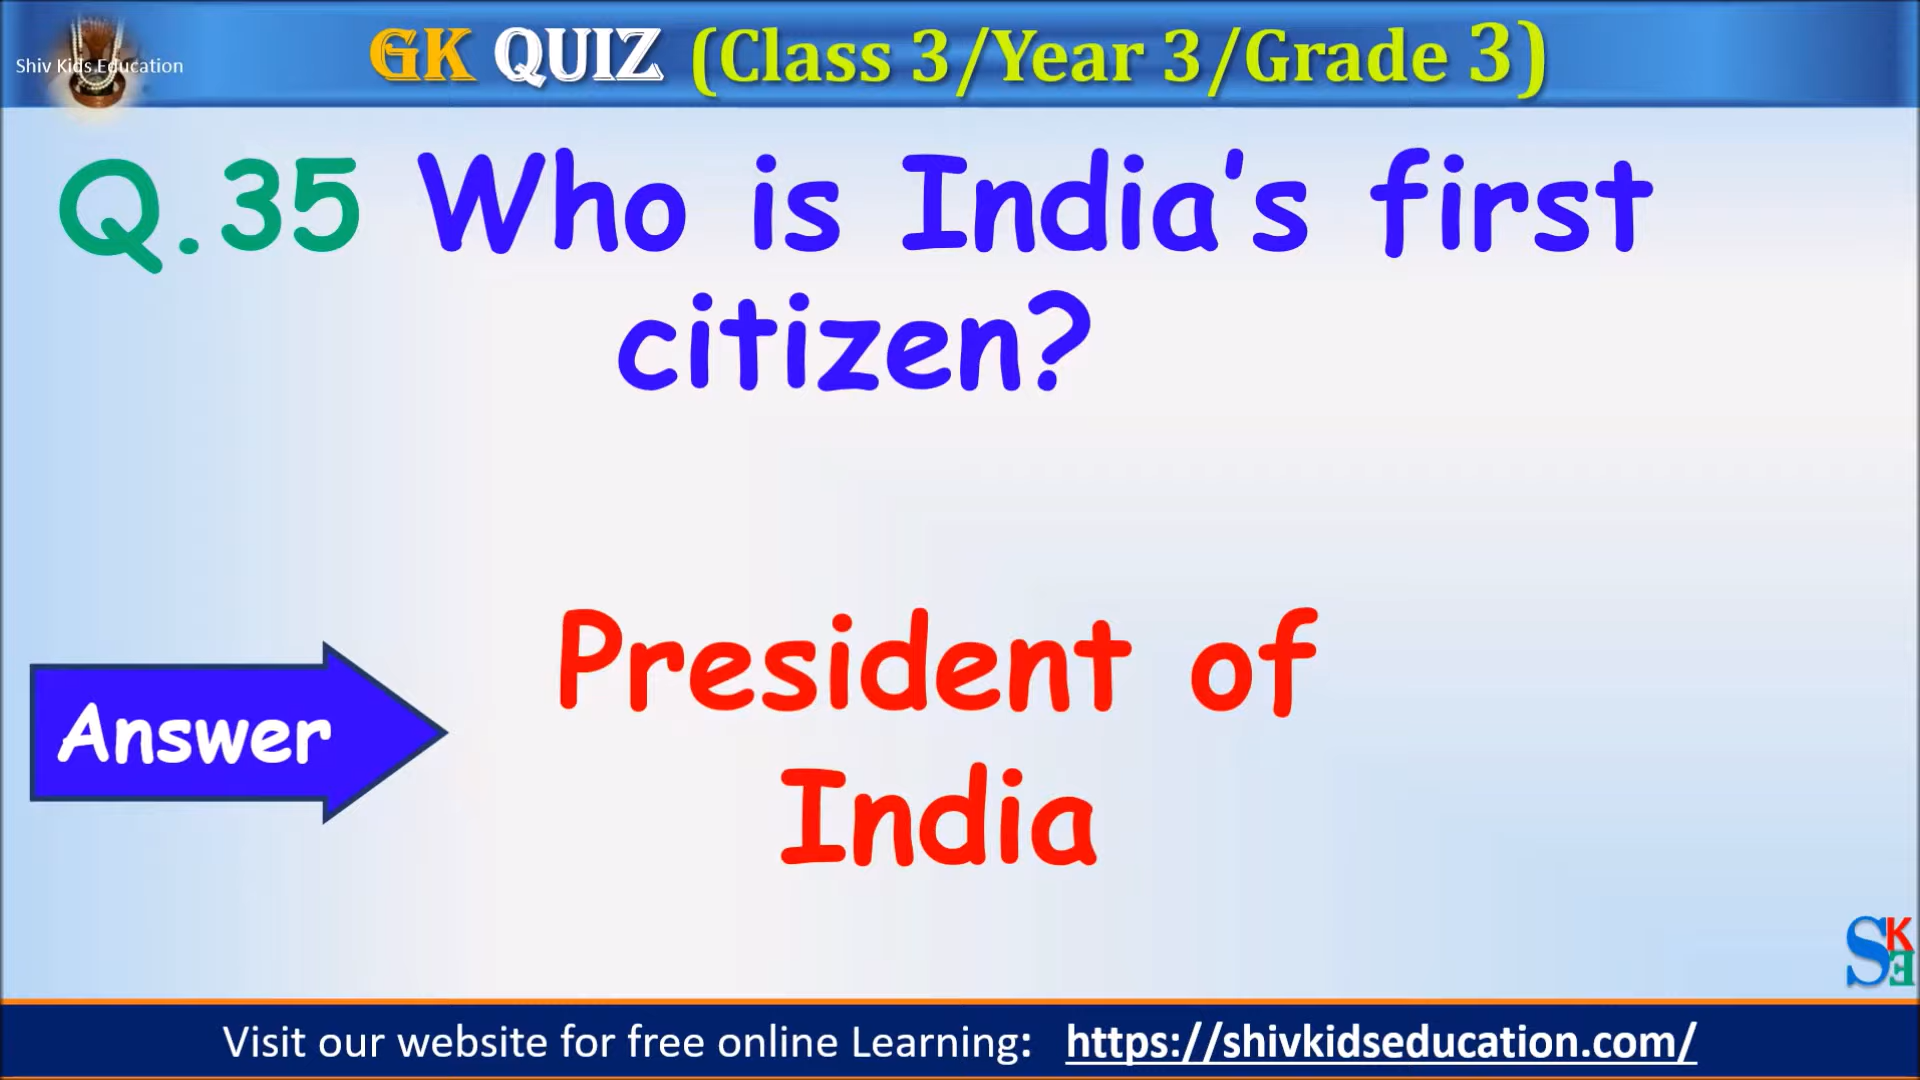 Shiv Kids Education
GK QUIZ (Class 3/Year 3/Grade 3)
Q.35 Who is India's first
citizen?
President of
Answer
India
SKE
Visit our website for free online Learning: https://shivkidseducation.com/